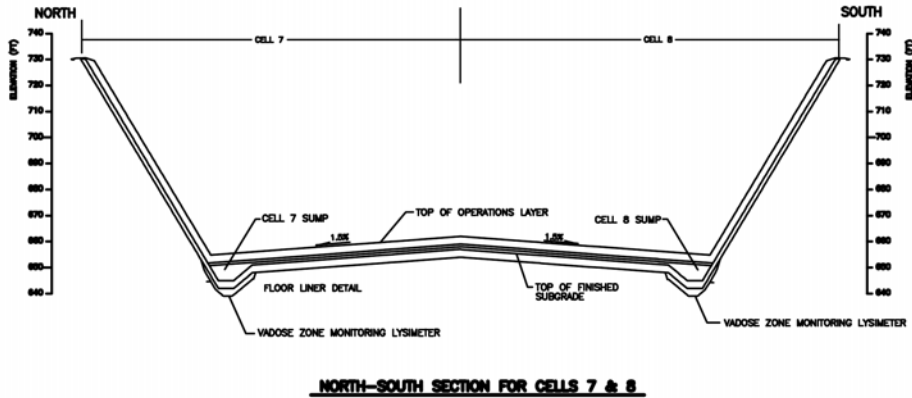 NORTH
SOUTH
CELL 7
CELL 8
ELEVATION (FT)
740
730
720
710
700
690
680
670
660
650
640
ELEVATION (FT)
740
730
720
710
700
690
680
670
660
650
640
CELL 7 SUMP
TOP OF OPERATIONS LAYER
CELL 8 SUMP
1.5%
1.5%
FLOOR LINER DETAIL
TOP OF FINISHED
SUBGRADE
VADOSE ZONE MONITORING LYSIMETER
VADOSE ZONE MONITORING LYSIMETER
NORTH-SOUTH SECTION FOR CELLS 7 & 8